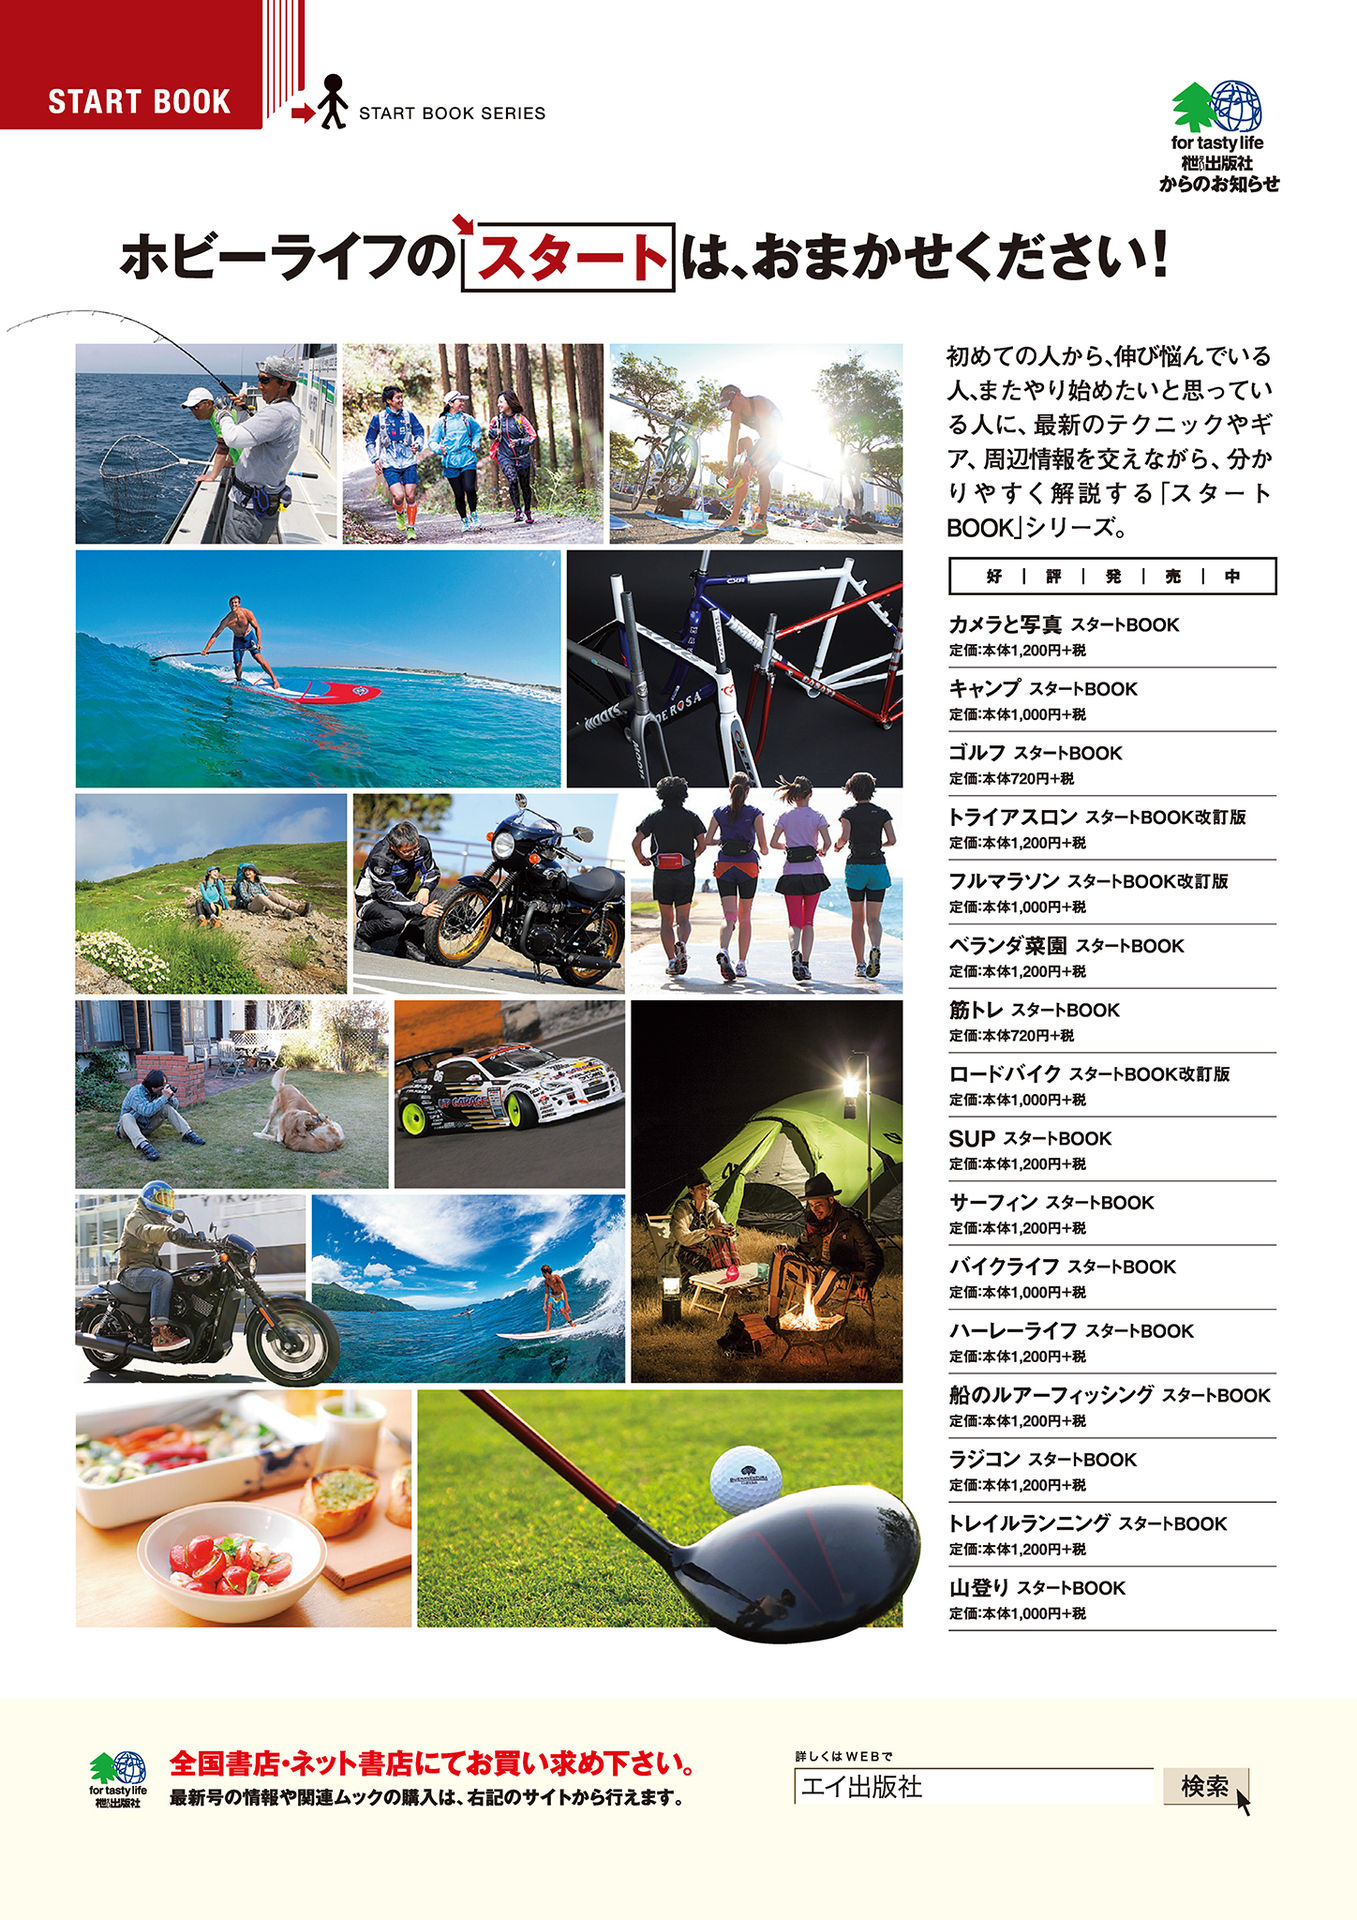 START BOOK
START BOOK SERIES
for tasty life
枻出版社
からのお知らせ
ホビーライフのスタートは、おまかせください！
初めての人から、伸び悩んでいる
人、またやり始めたいと思ってい
る人に、最新のテクニックやギ
ア、周辺情報を交えながら、分か
りやすく解説する「スタート
BOOK」シリーズ。
好｜評｜発｜売｜中
カメラと写真 スタートBOOK
定価：本体1,200円+税
キャンプ スタートBOOK
定価：本体1,000円+税
ゴルフ スタートBOOK
定価：本体720円+税
トライアスロン スタートBOOK改訂版
定価：本体1,200円+税
フルマラソン スタートBOOK改訂版
定価：本体1,000円+税
ベランダ菜園 スタートBOOK
定価：本体1,200円+税
筋トレ スタートBOOK
定価：本体720円+税
ロードバイク スタートBOOK改訂版
定価：本体1,000円+税
SUP スタートBOOK
定価：本体1,200円+税
サーフィン スタートBOOK
定価：本体1,200円+税
バイクライフ スタートBOOK
定価：本体1,000円+税
ハーレーライフ スタートBOOK
定価：本体1,200円+税
船のルアーフィッシング スタートBOOK
定価：本体1,200円+税
ラジコン スタートBOOK
定価：本体1,200円+税
トレイルランニング スタートBOOK
定価：本体1,200円+税
山登り スタートBOOK
定価：本体1,000円+税
DE ROSA
for tasty life
枻出版社
全国書店・ネット書店にてお買い求め下さい。
最新号の情報や関連ムックの購入は、右記のサイトから行えます。
詳しくはWEBで
エイ出版社
検索